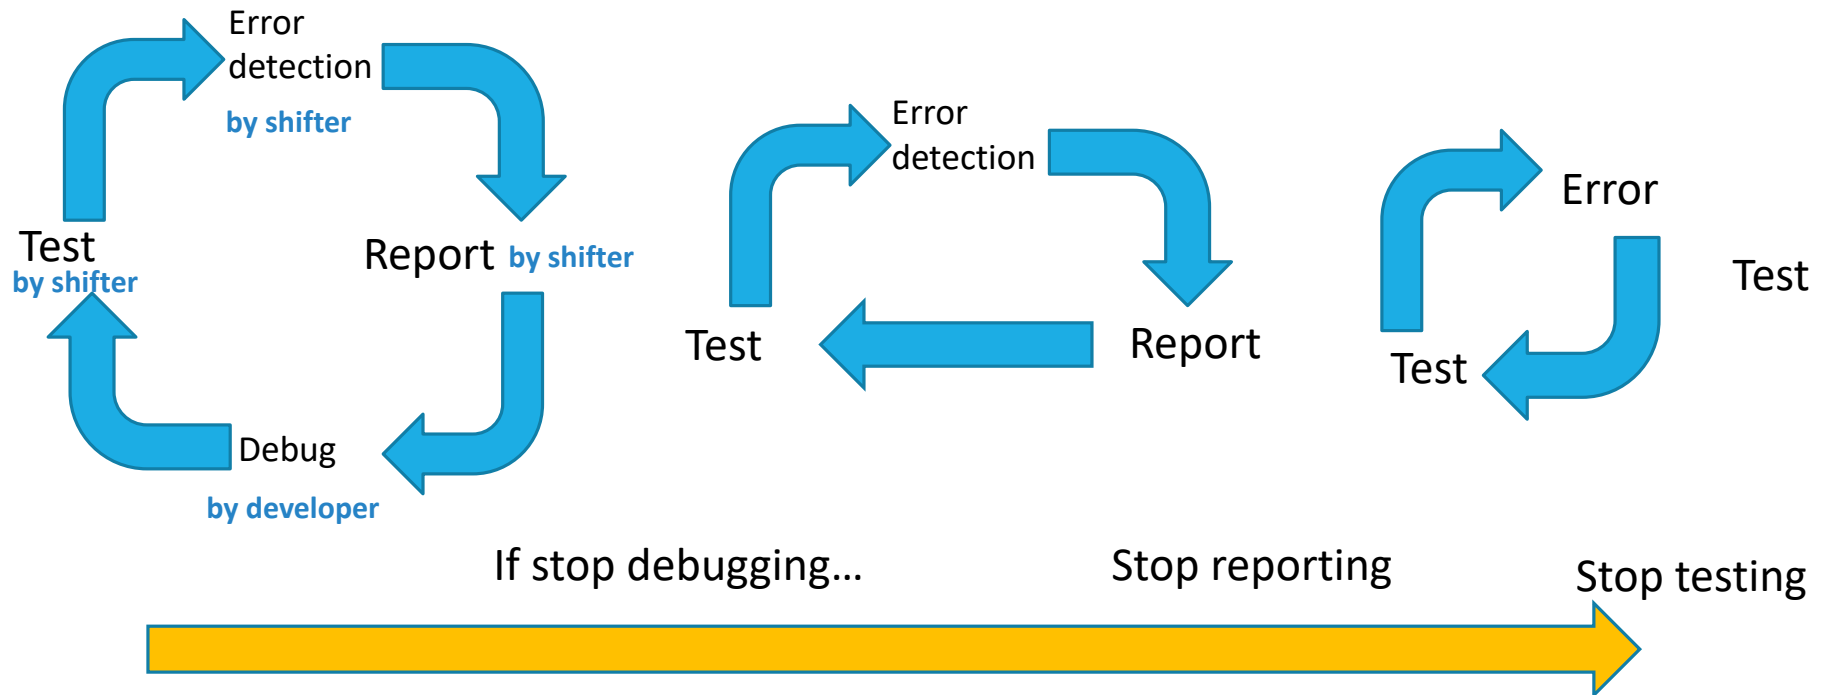 Error
detection
by shifter
Test
by shifter
Report by shifter
Debug
by developer
Error
detection
Test
Report
Error
Test
Test
If stop debugging...
Stop reporting
Stop testing